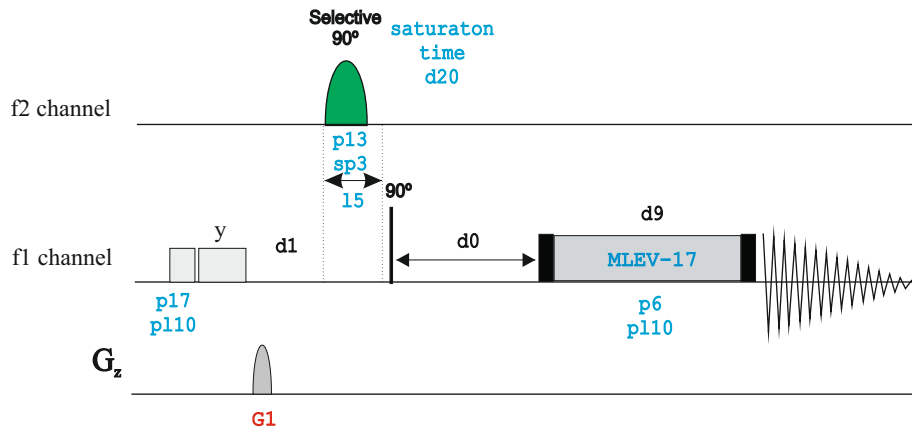 Selective
90º
saturaton
time
d20
f2 channel
p13
sp3
l5
90º
y
d1
d0
d9
f1 channel
MLEV-17
p17
pl10
p6
pl10
Gz
G1